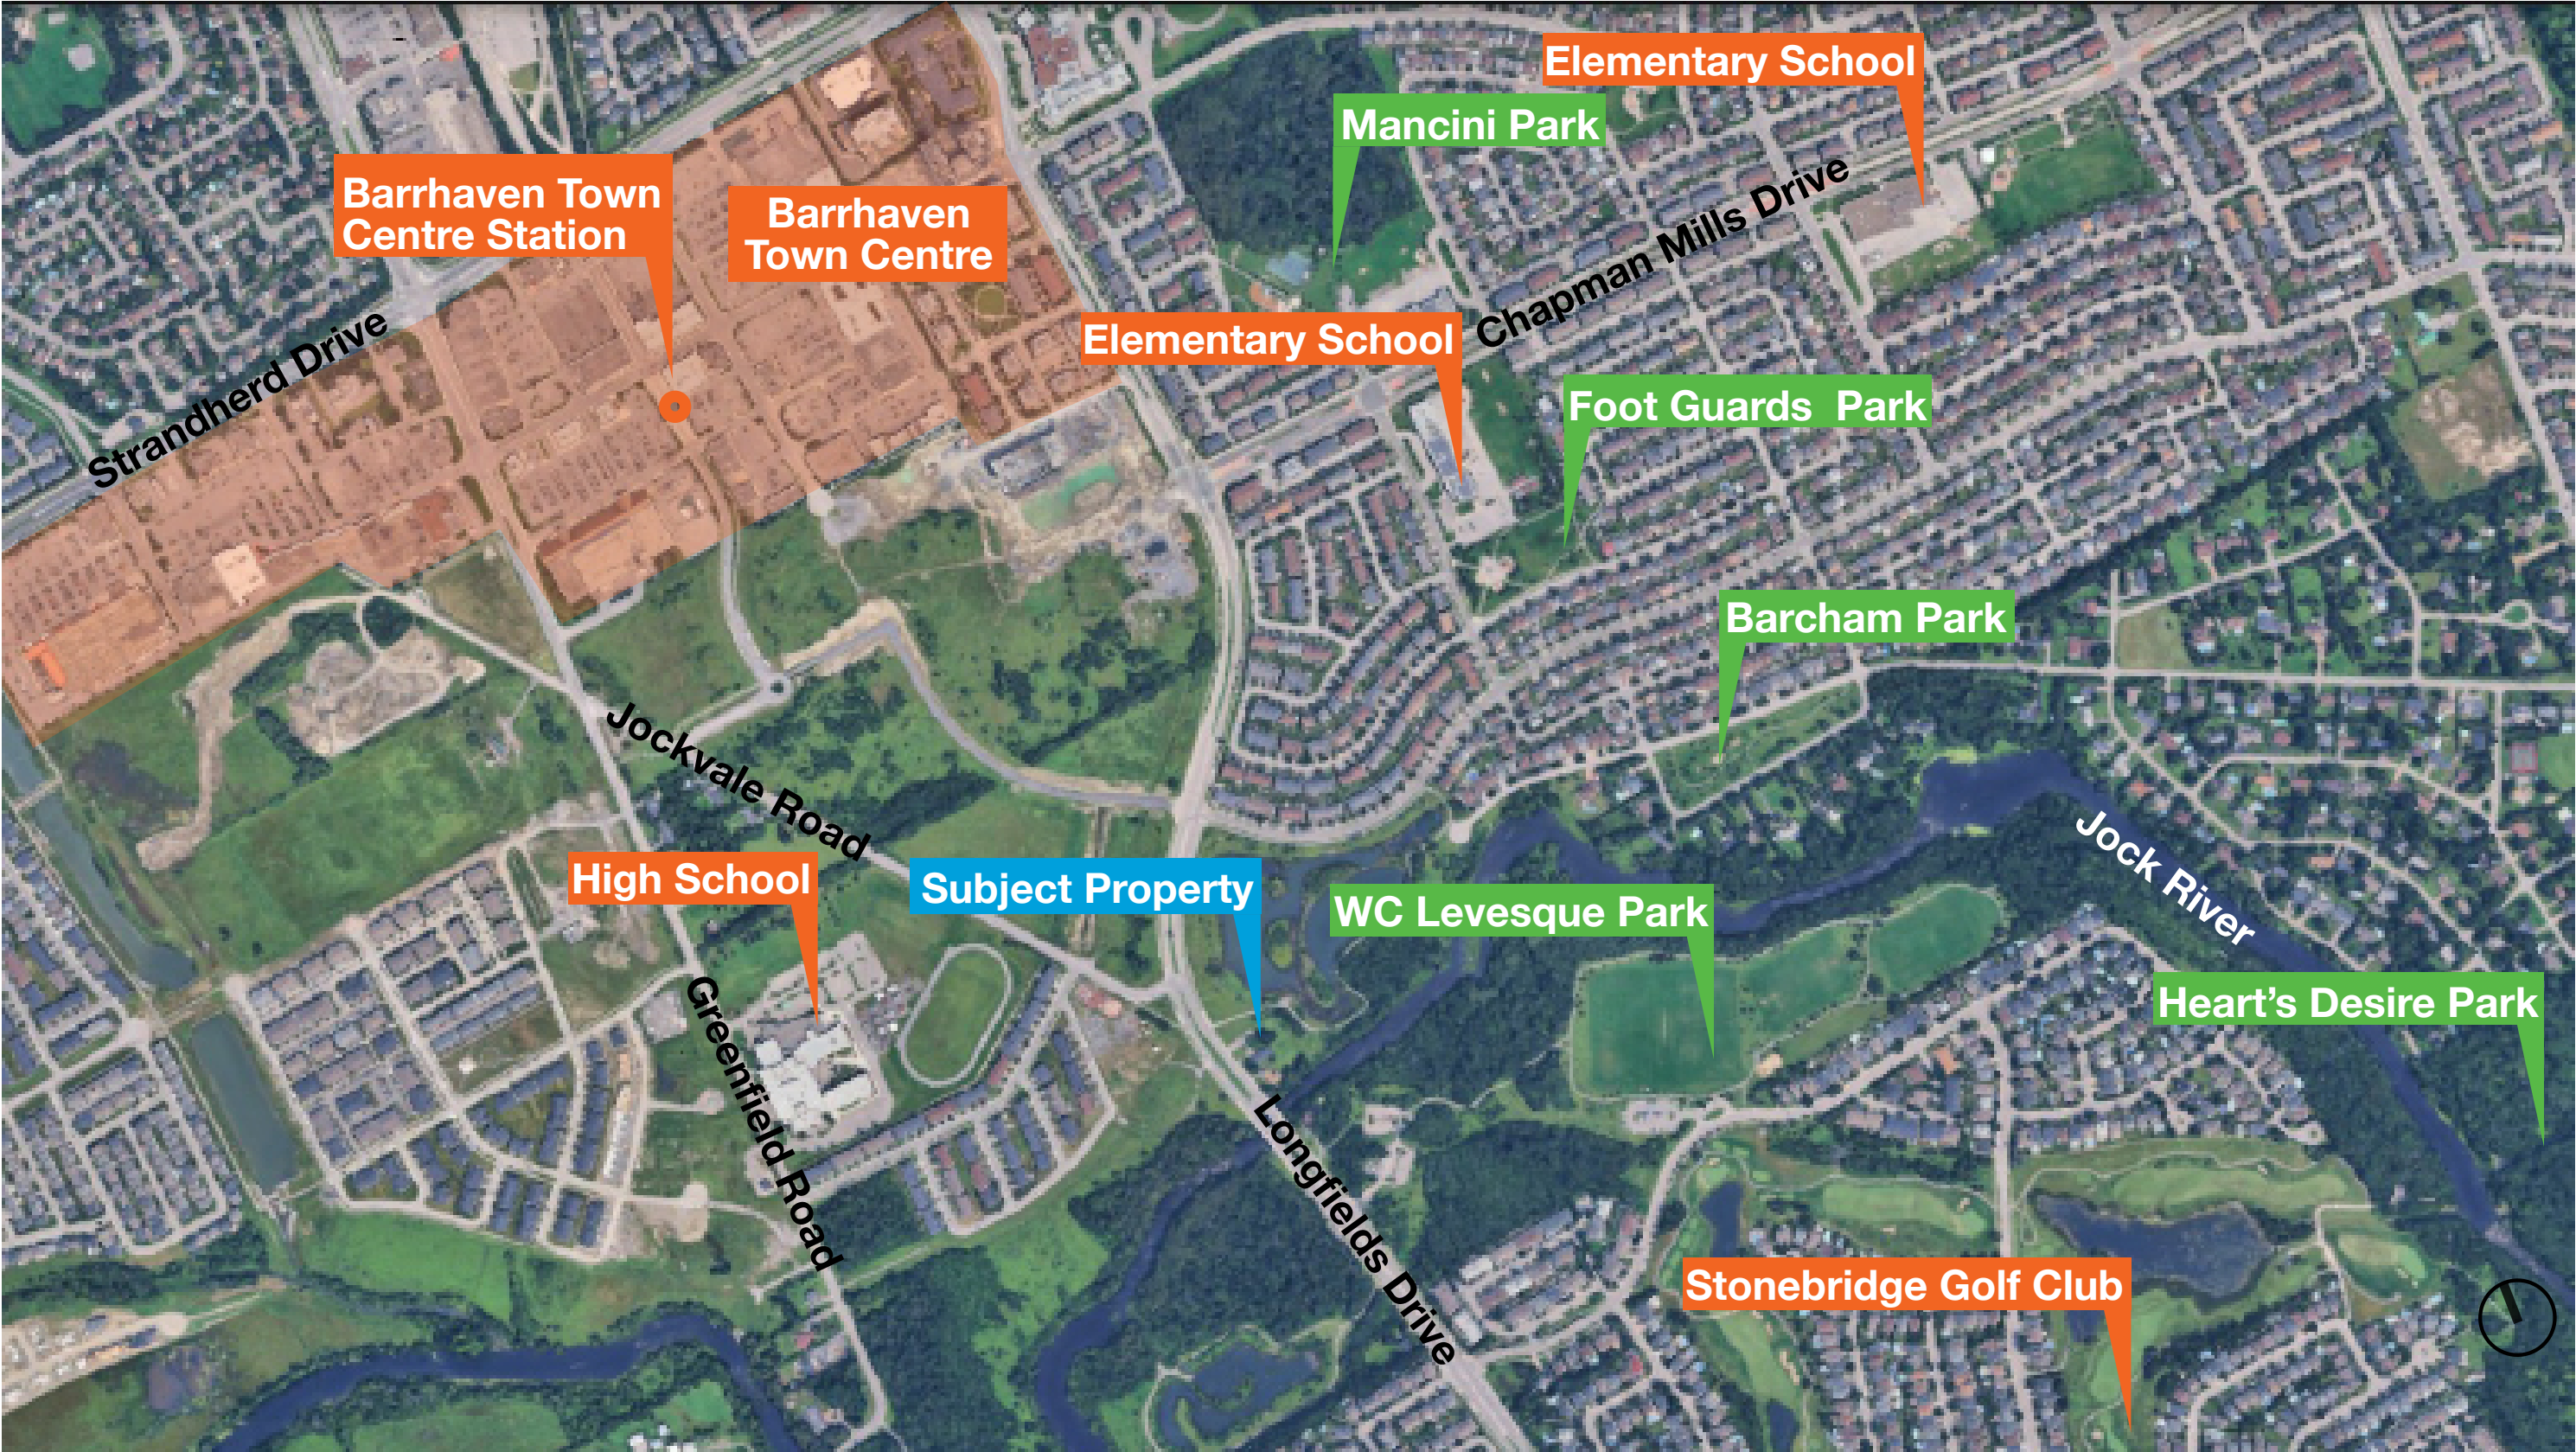 Elementary School
Mancini Park
Barrhaven Town
Centre Station
Barrhaven
Town Centre
Chapman Mills Drive
Elementary School
Strandherd Drive
Foot Guards  Park
Barcham Park
Jockvale Road
Jock River
High School
Subject Property
WC Levesque Park
Heart’s Desire Park
Greenfield Road
Longfields Drive
Stonebridge Golf Club